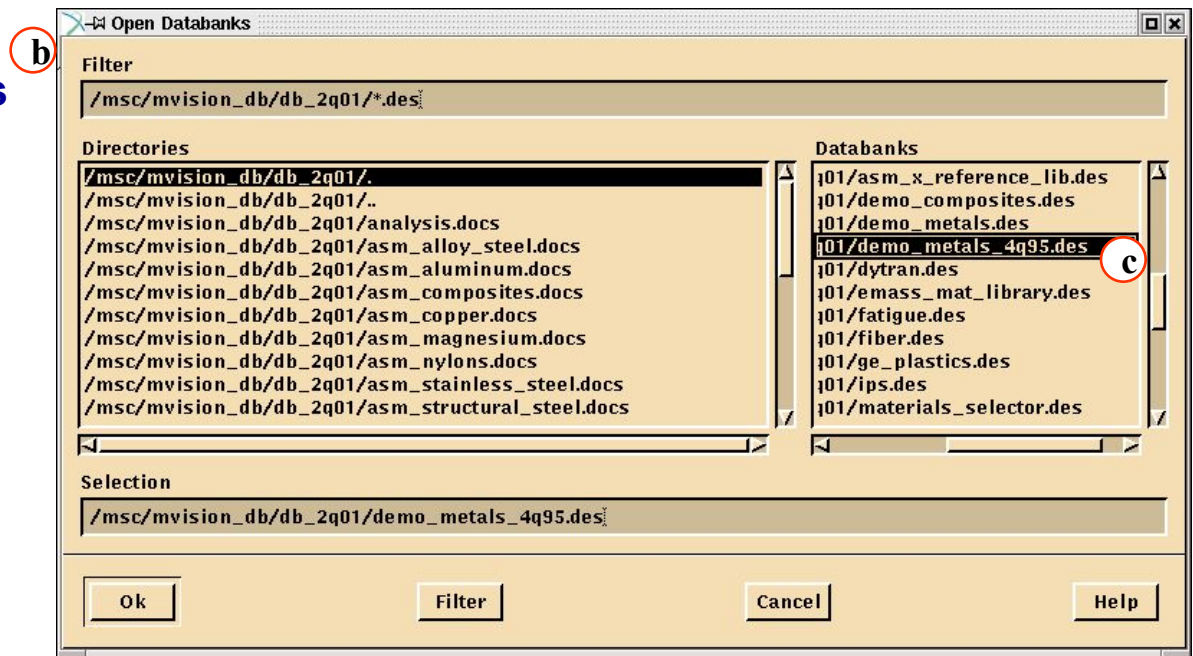 Open Databanks
b
s
Filter
/msc/mvision_db/db_2q01/*.des
Directories
/msc/mvision_db/db_2q01/.
/msc/mvision_db/db_2q01/..
/msc/mvision_db/db_2q01/analysis.docs
/msc/mvision_db/db_2q01/asm_alloy_steel.docs
/msc/mvision_db/db_2q01/asm_aluminum.docs
/msc/mvision_db/db_2q01/asm_composites.docs
/msc/mvision_db/db_2q01/asm_copper.docs
/msc/mvision_db/db_2q01/asm_magnesium.docs
/msc/mvision_db/db_2q01/asm_nylons.docs
/msc/mvision_db/db_2q01/asm_stainless_steel.docs
/msc/mvision_db/db_2q01/asm_structural_steel.docs
Databanks
q01/asm_x_reference_lib.des
q01/demo_composites.des
q01/demo_metals.des
q01/demo_metals_4q95.des
c
q01/dytran.des
q01/emass_mat_library.des
q01/fatigue.des
q01/fiber.des
q01/ge_plastics.des
q01/ips.des
q01/materials_selector.des
Selection
/msc/mvision_db/db_2q01/demo_metals_4q95.des
Ok Filter Cancel Help